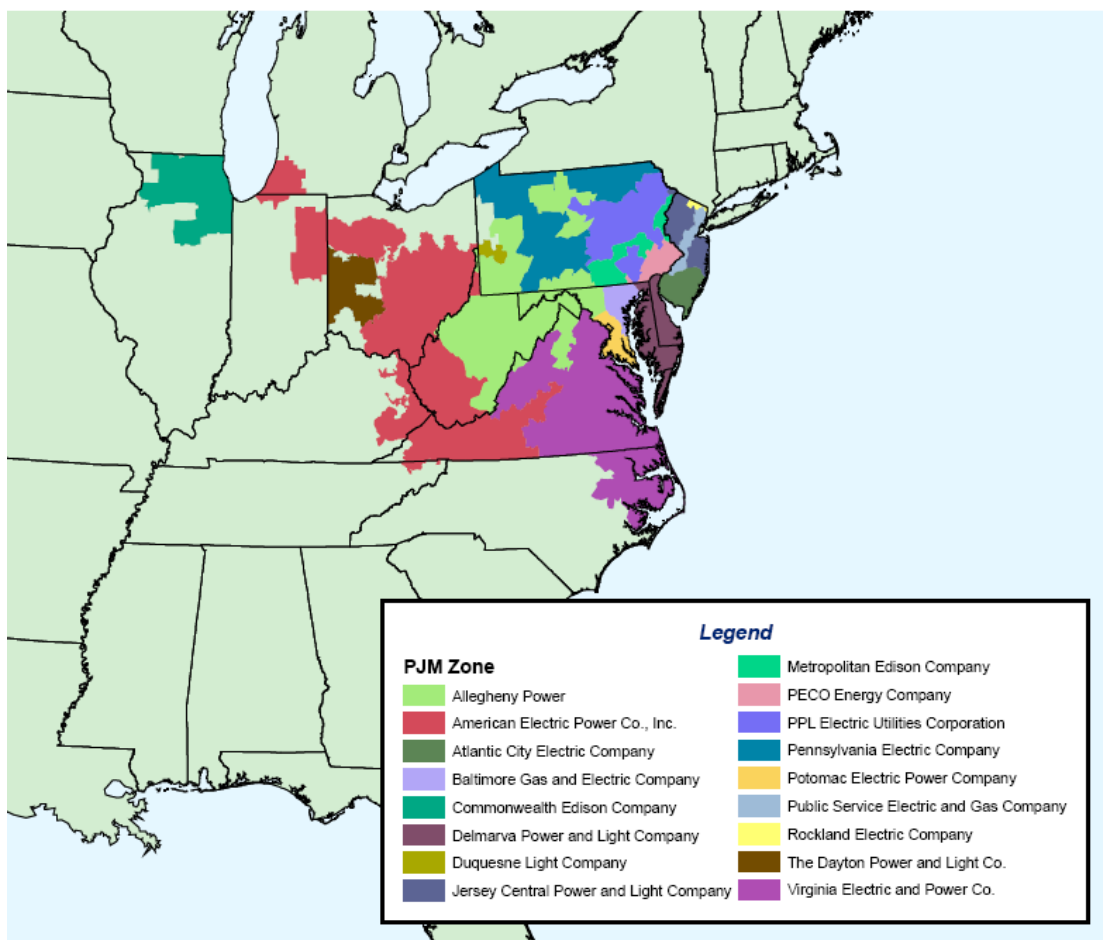 Legend
PJM Zone
Allegheny Power
American Electric Power Co., Inc.
Atlantic City Electric Company
Baltimore Gas and Electric Company
Commonwealth Edison Company
Delmarva Power and Light Company
Duquesne Light Company
Jersey Central Power and Light Company
Metropolitan Edison Company
PECO Energy Company
PPL Electric Utilities Corporation
Pennsylvania Electric Company
Potomac Electric Power Company
Public Service Electric and Gas Company
Rockland Electric Company
The Dayton Power and Light Co.
Virginia Electric and Power Co.